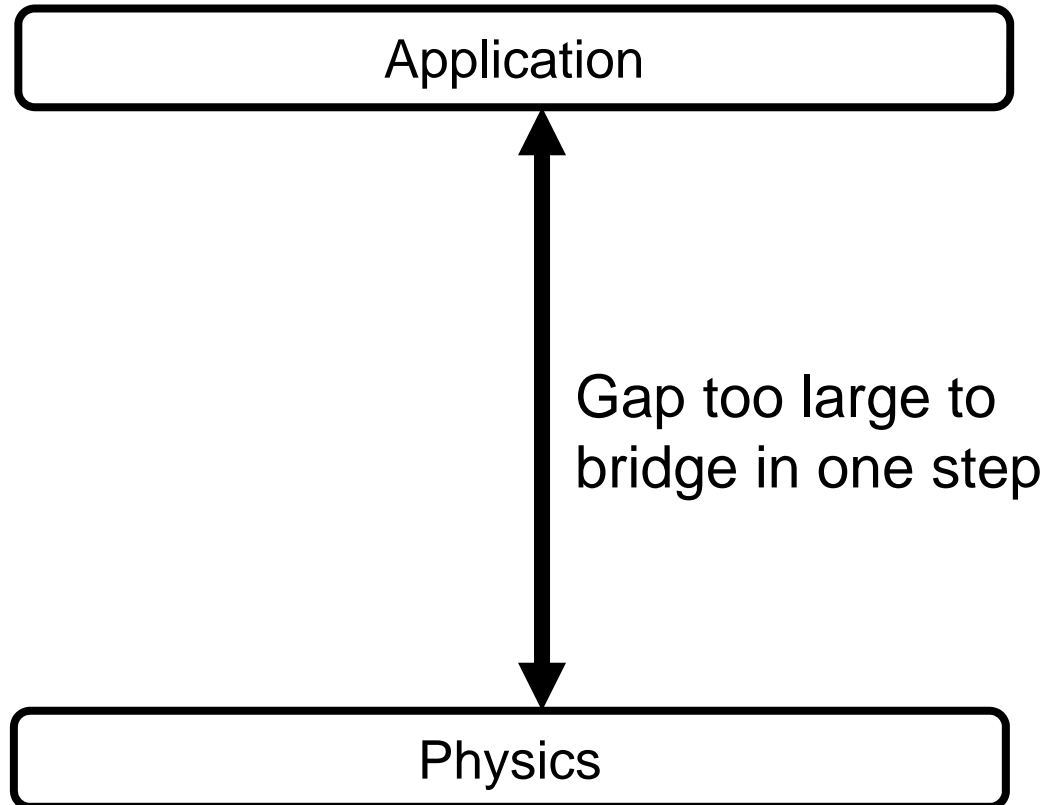 Application
Gap too large to
bridge in one step
Physics